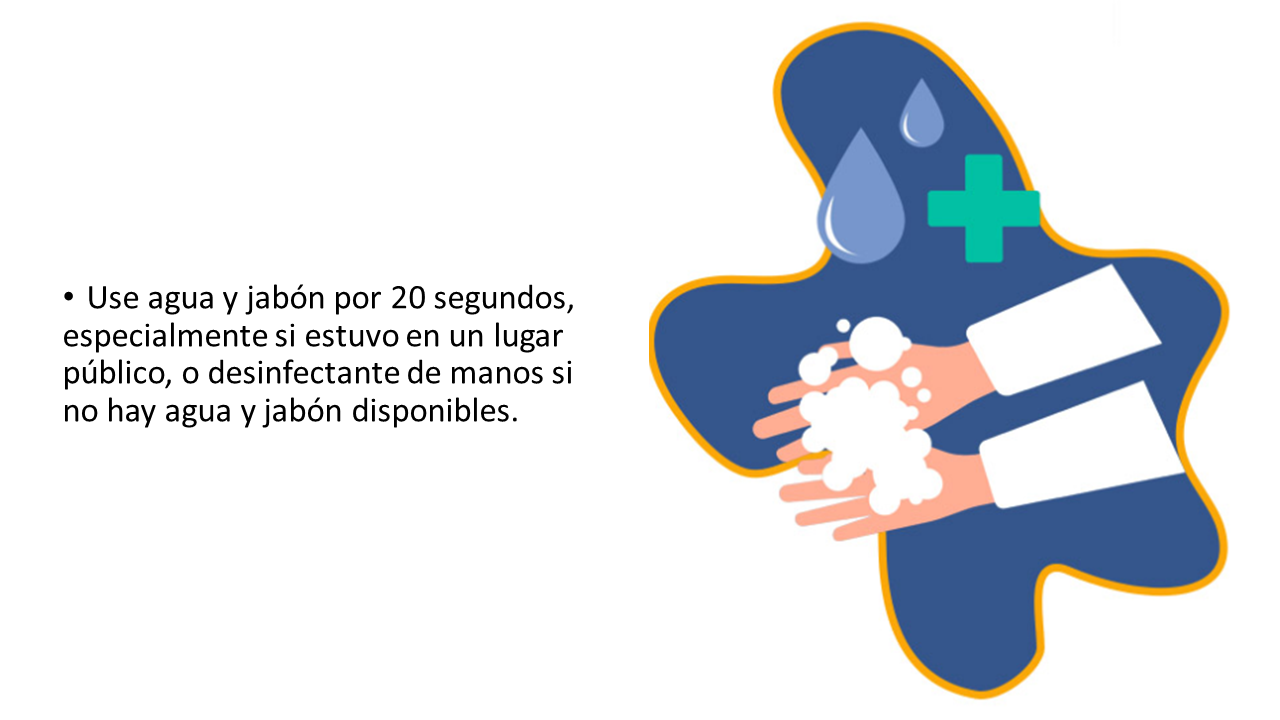 • Use agua y jabón por 20 segundos,
especialmente si estuvo en un lugar
público, o desinfectante de manos si
no hay agua y jabón disponibles.